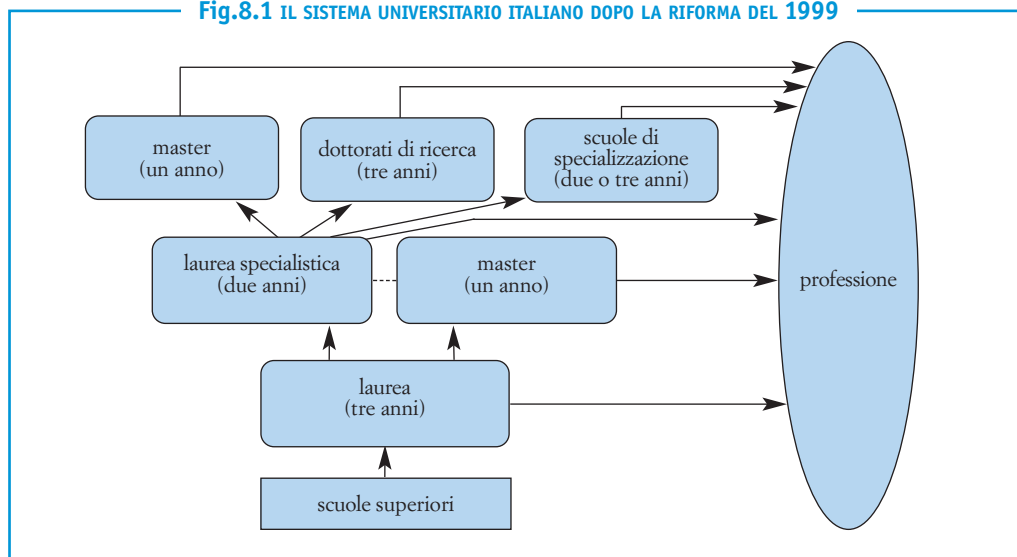 Fig.8.1 IL SISTEMA UNIVERSITARIO ITALIANO DOPO LA RIFORMA DEL 1999
master
(un anno)
dottorati di ricerca
(tre anni)
scuole di
specializzazione
(due o tre anni)
laurea specialistica
(due anni)
master
(un anno)
professione
laurea
(tre anni)
scuole superiori